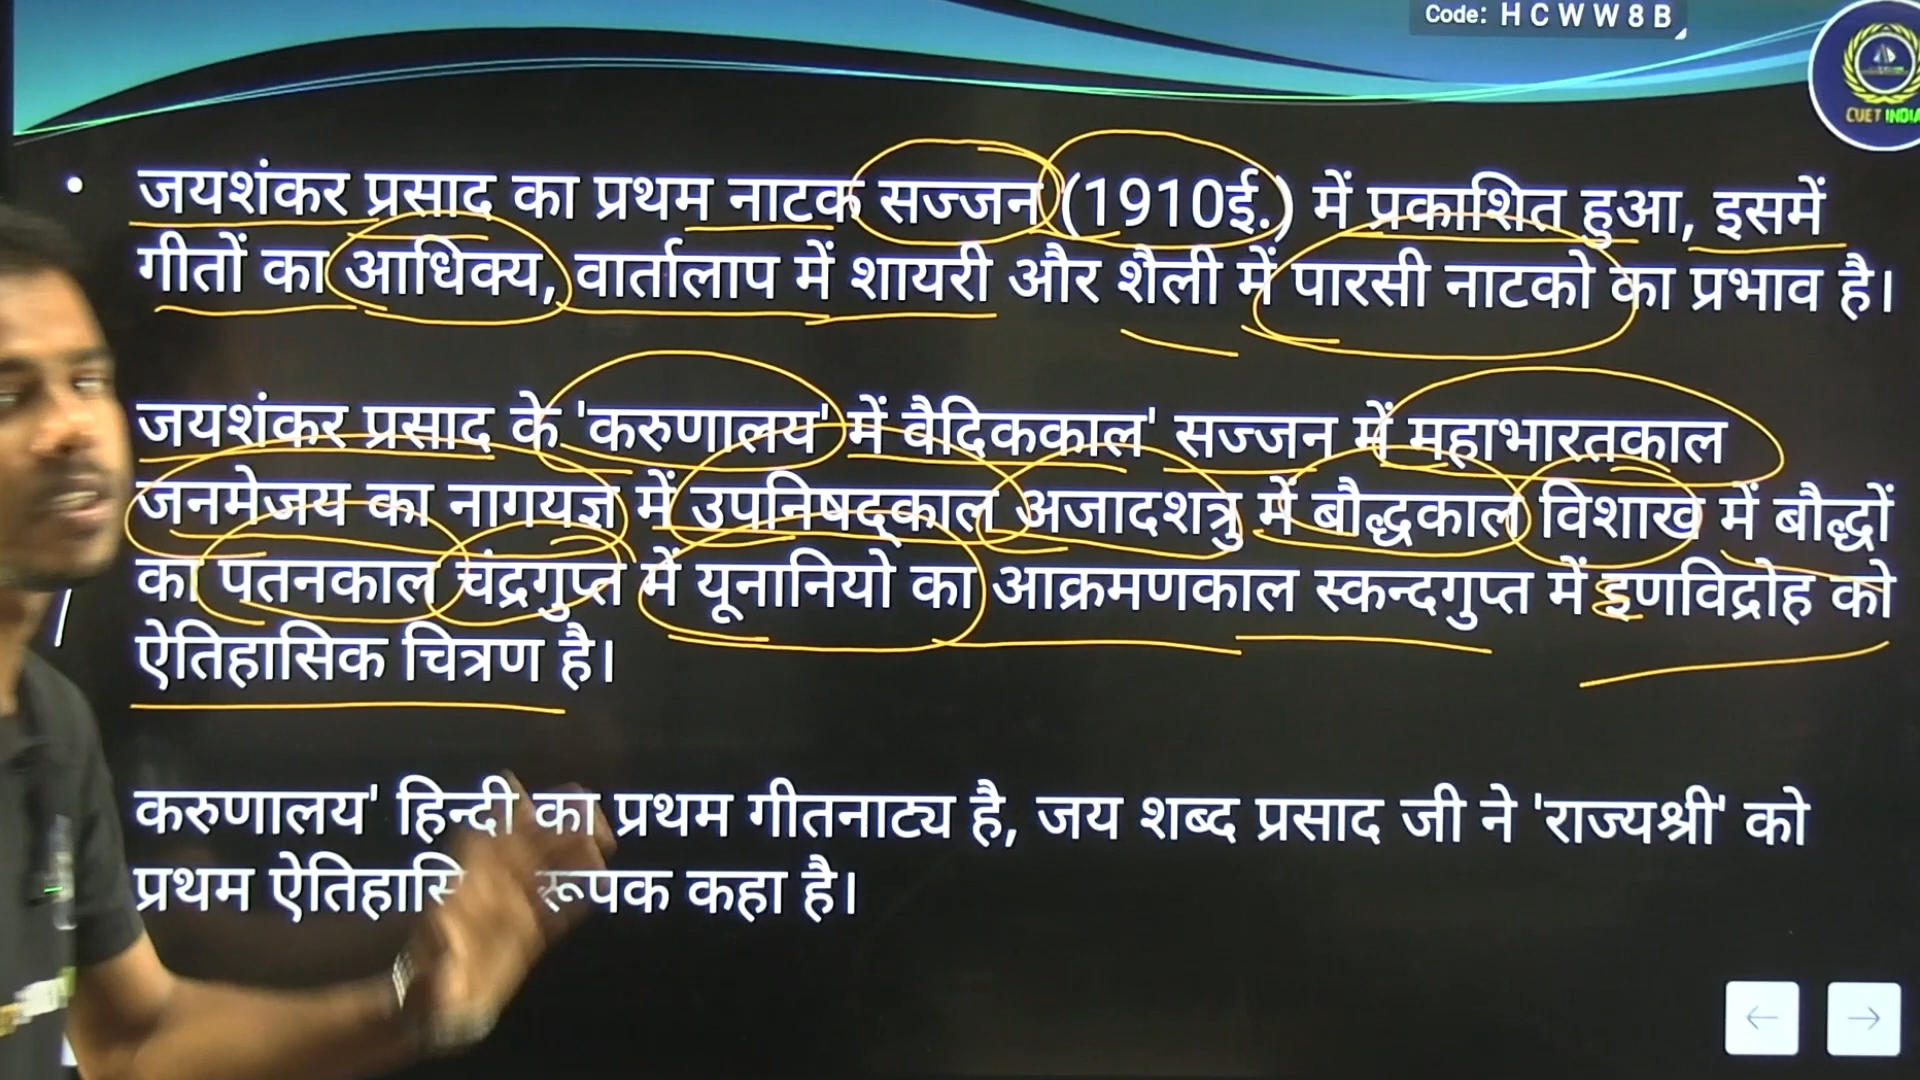 Code: H C W W 8 B
CUET INDIA
• जयशंकर प्रसाद का प्रथम नाटक सज्जन (1910ई.) में प्रकाशित हुआ, इसमें
गीतों का आधिक्य, वार्तालाप में शायरी और शैली में पारसी नाटको का प्रभाव है।
जयशंकर प्रसाद के 'करुणालय' में वैदिककाल' सज्जन में महाभारतकाल
जनमेजय का नागयज्ञ में उपनिषद्काल अजादशत्रु में बौद्धकाल विशाख में बौद्धों
का पतनकाल चंद्रगुप्त में यूनानियो का आक्रमणकाल स्कन्दगुप्त में इणविद्रोह को
ऐतिहासिक चित्रण है।
करुणालय' हिन्दी का प्रथम गीतनाट्य है, जय शब्द प्रसाद जी ने 'राज्यश्री' को
प्रथम रूपक कहा है।